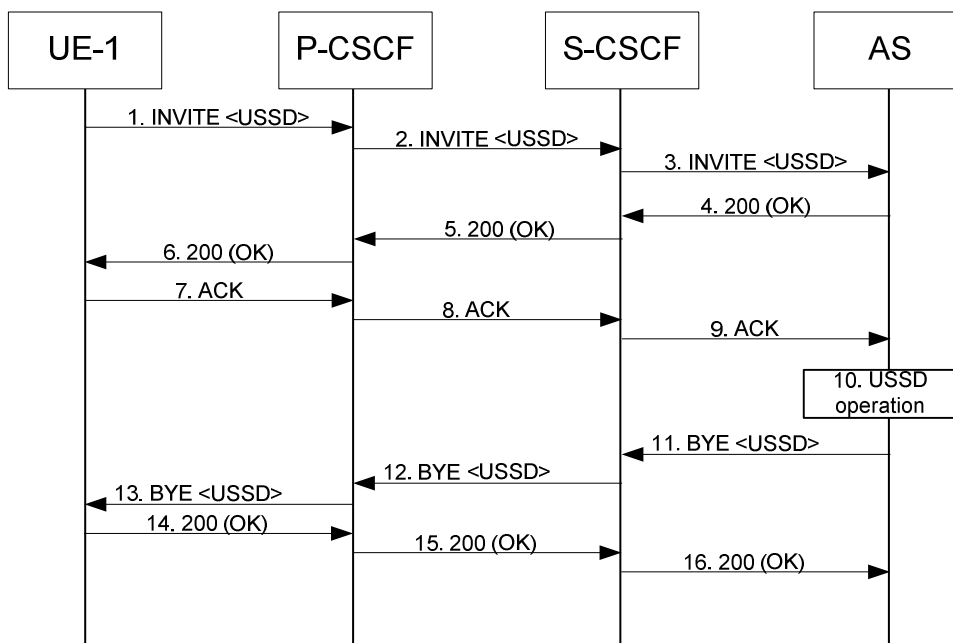 UE-1
P-CSCF
S-CSCF
AS
1. INVITE <USSD>
2. INVITE <USSD>
3. INVITE <USSD>
4. 200 (OK)
5. 200 (OK)
6. 200 (OK)
7. ACK
8. ACK
9. ACK
10. USSD
operation
11. BYE <USSD>
12. BYE <USSD>
13. BYE <USSD>
14. 200 (OK)
15. 200 (OK)
16. 200 (OK)